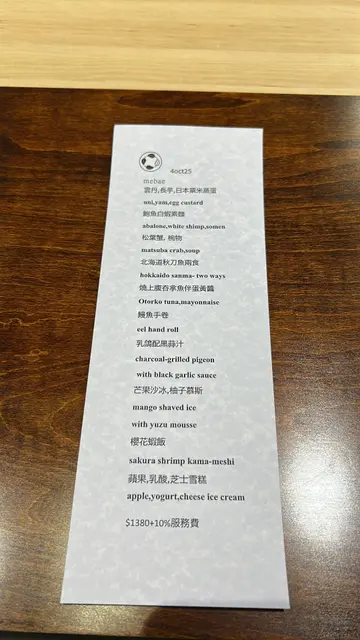 4oct25
mebae
雲丹,長芋,日本粟米蒸蛋
uni,yam,egg custard
鮑魚白蝦素麵
abalone,white shimp,somen
松葉蟹, 椀物
matsuba crab,soup
北海道秋刀魚兩食
hokkaido sanma- two ways
燒上腹吞拿魚伴蛋黃醬
Otorko tuna,mayonnaise
鰻魚手卷
eel hand roll
乳鴿配黑蒜汁
charcoal-grilled pigeon
with black garlic sauce
芒果沙冰,柚子慕斯
mango shaved ice
with yuzu mousse
櫻花蝦飯
sakura shrimp kama-meshi
蘋果,乳酸,芝士雪糕
apple,yogurt,cheese ice cream
$1380+10%服務費